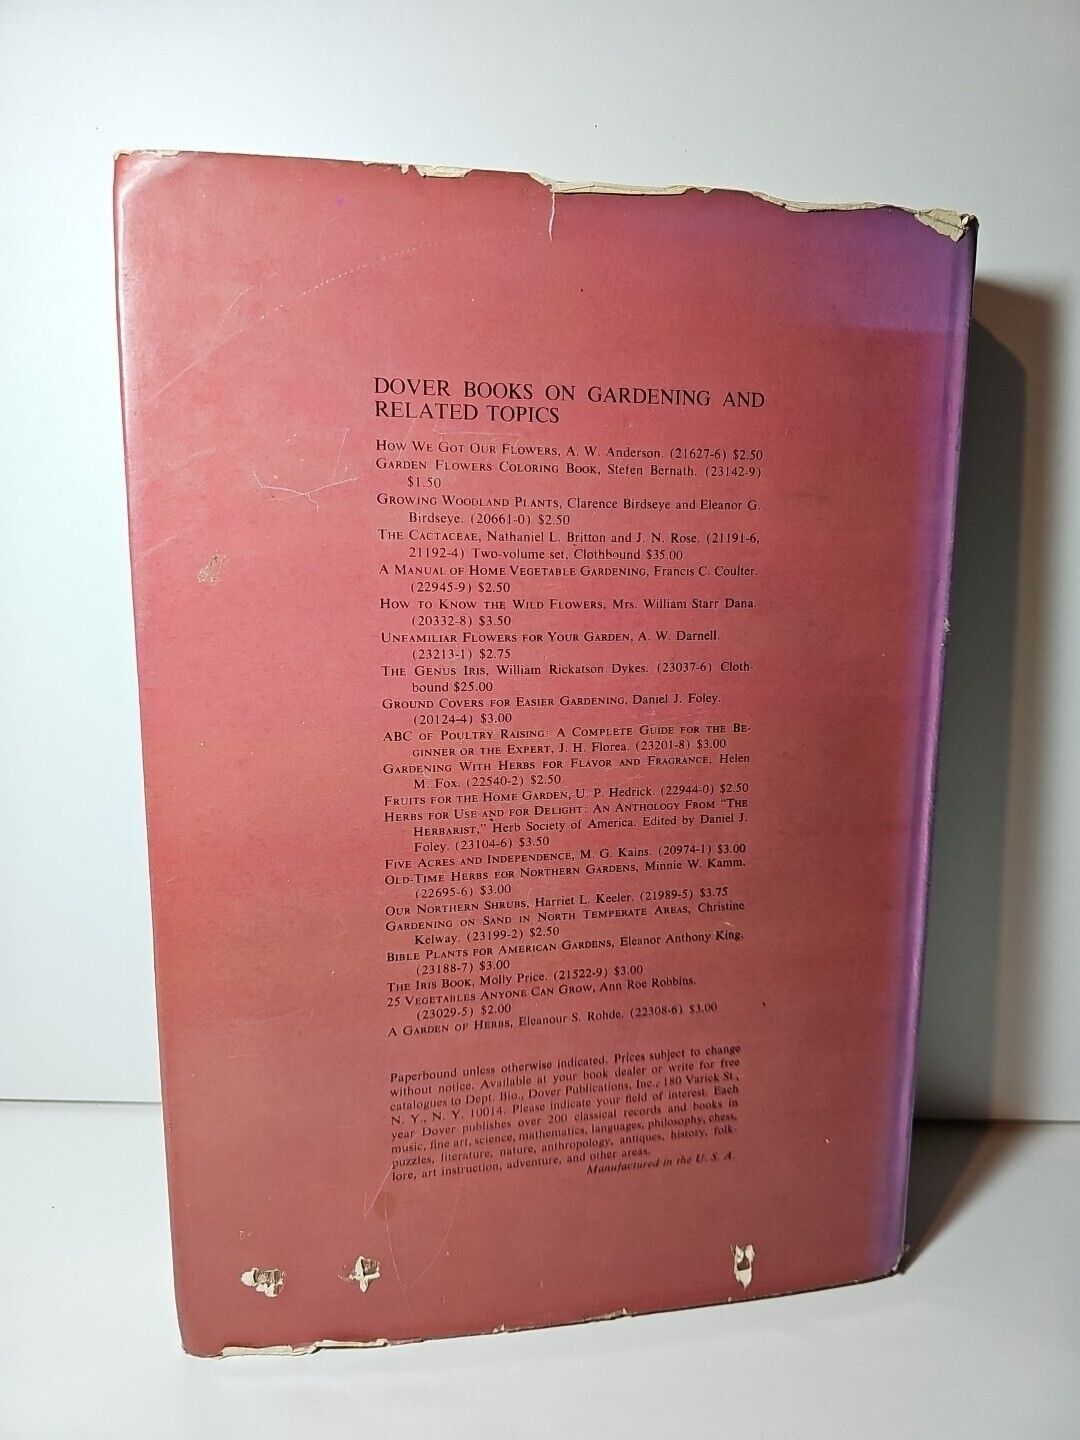 DOVER BOOKS ON GARDENING AND
RELATED TOPICS
HOW WE GOT OUR FLOWERS, A. W. Anderson. (21627-6) $2.50
GARDEN FLOWERS COLORING BOOK, Stefen Bernath. (23142-9)
$1.50
GROWING WOODLAND PLANTS, Clarence Birdseye and Eleanor G.
Birdseye. (20661-0) $2.50
THE CACTACEAE, Nathaniel L. Britton and J. N. Rose. (21191-6,
21192-4) Two-volume set, Clothbound $35.00
A MANUAL OF HOME VEGETABLE GARDENING, Francis C. Coulter.
(22945-9) $2.50
HOW TO KNOW THE WILD FLOWERS, Mrs. William Starr Dana.
(20332-8) $3.50
UNFAMILIAR FLOWERS FOR YOUR GARDEN, A. W. Darnell.
(23213-1) $2.75
THE GENUS IRIS, William Rickatson Dykes. (23037-6) Cloth-
bound $25.00
GROUND COVERS FOR EASIER GARDENING, Daniel J. Foley.
(20124-4) $3.00
ABC OF POULTRY RAISING: A COMPLETE GUIDE FOR THE BE-
GINNER OR THE EXPERT, J. H. Florea. (23201-8) $3.00
GARDENING WITH HERBS FOR FLAVOR AND FRAGRANCE, Helen
M. Fox. (22540-2) $2.50
FRUITS FOR THE HOME GARDEN, U. P. Hedrick. (22944-0) $2.50
HERBS FOR USE AND FOR DELIGHT: AN ANTHOLOGY FROM "THE
HERBARIST," Herb Society of America. Edited by Daniel J.
Foley. (23104-6) $3.50
FIVE ACRES AND INDEPENDENCE, M. G. Kains. (20974-1) $3.00
OLD-TIME HERBS FOR NORTHERN GARDENS, Minnie W. Kamm.
(22695-6) $3.00
OUR NORTHERN SHRUBS, Harriet L. Keeler. (21989-5) $3.75
GARDENING ON SAND IN NORTH TEMPERATE AREAS, Christine
Kelway. (23199-2) $2.50
BIBLE PLANTS FOR AMERICAN GARDENS, Eleanor Anthony King.
(23188-7) $3.00
THE IRIS BOOK, Molly Price. (21522-9) $3.00
25 VEGETABLES ANYONE CAN GROW, Ann Roe Robbins.
(23029-5) $2.00
A GARDEN OF HERBS, Eleanour S. Rohde. (22308-6) $3.00
Paperbound unless otherwise indicated. Prices subject to change
without notice. Available at your book dealer or write for free
catalogues to Dept. Bio., Dover Publications, Inc., 180 Varick St.,
N. Y., N. Y. 10014. Please indicate your field of interest. Each
year Dover publishes over 200 classical records and books in
music, fine art, science, mathematics, languages, philosophy, chess,
puzzles, literature, nature, anthropology, antiques, history, folk-
lore, art instruction, adventure, and other areas.
Manufactured in the U. S. A.